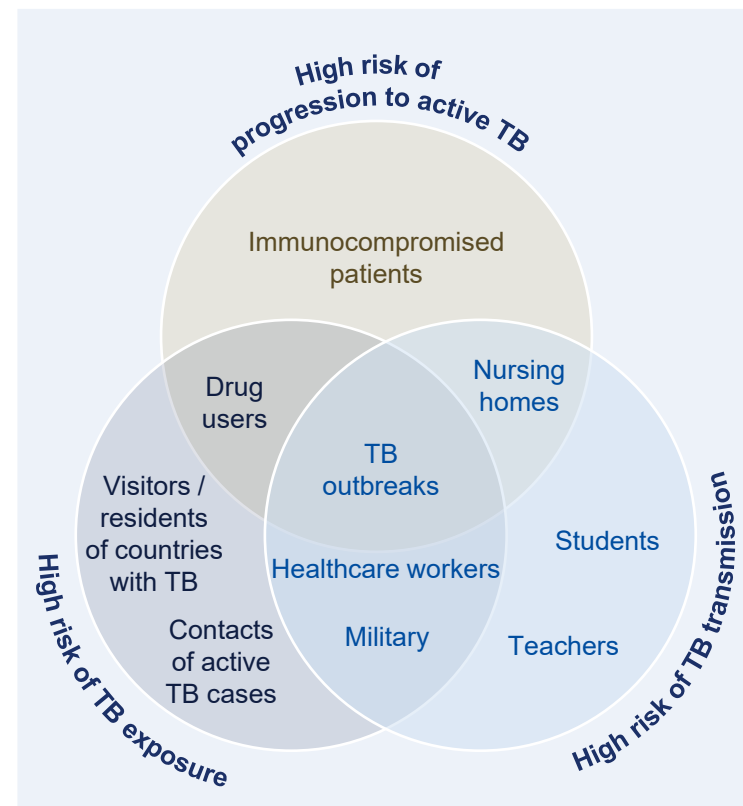 High risk of
progression to active TB
Immunocompromised
patients
Drug
users
Nursing
homes
TB
outbreaks
Visitors /
residents
of countries
with TB
Students
Healthcare workers
Contacts
of active
TB cases
Military
Teachers
High risk of TB exposure
High risk of TB transmission